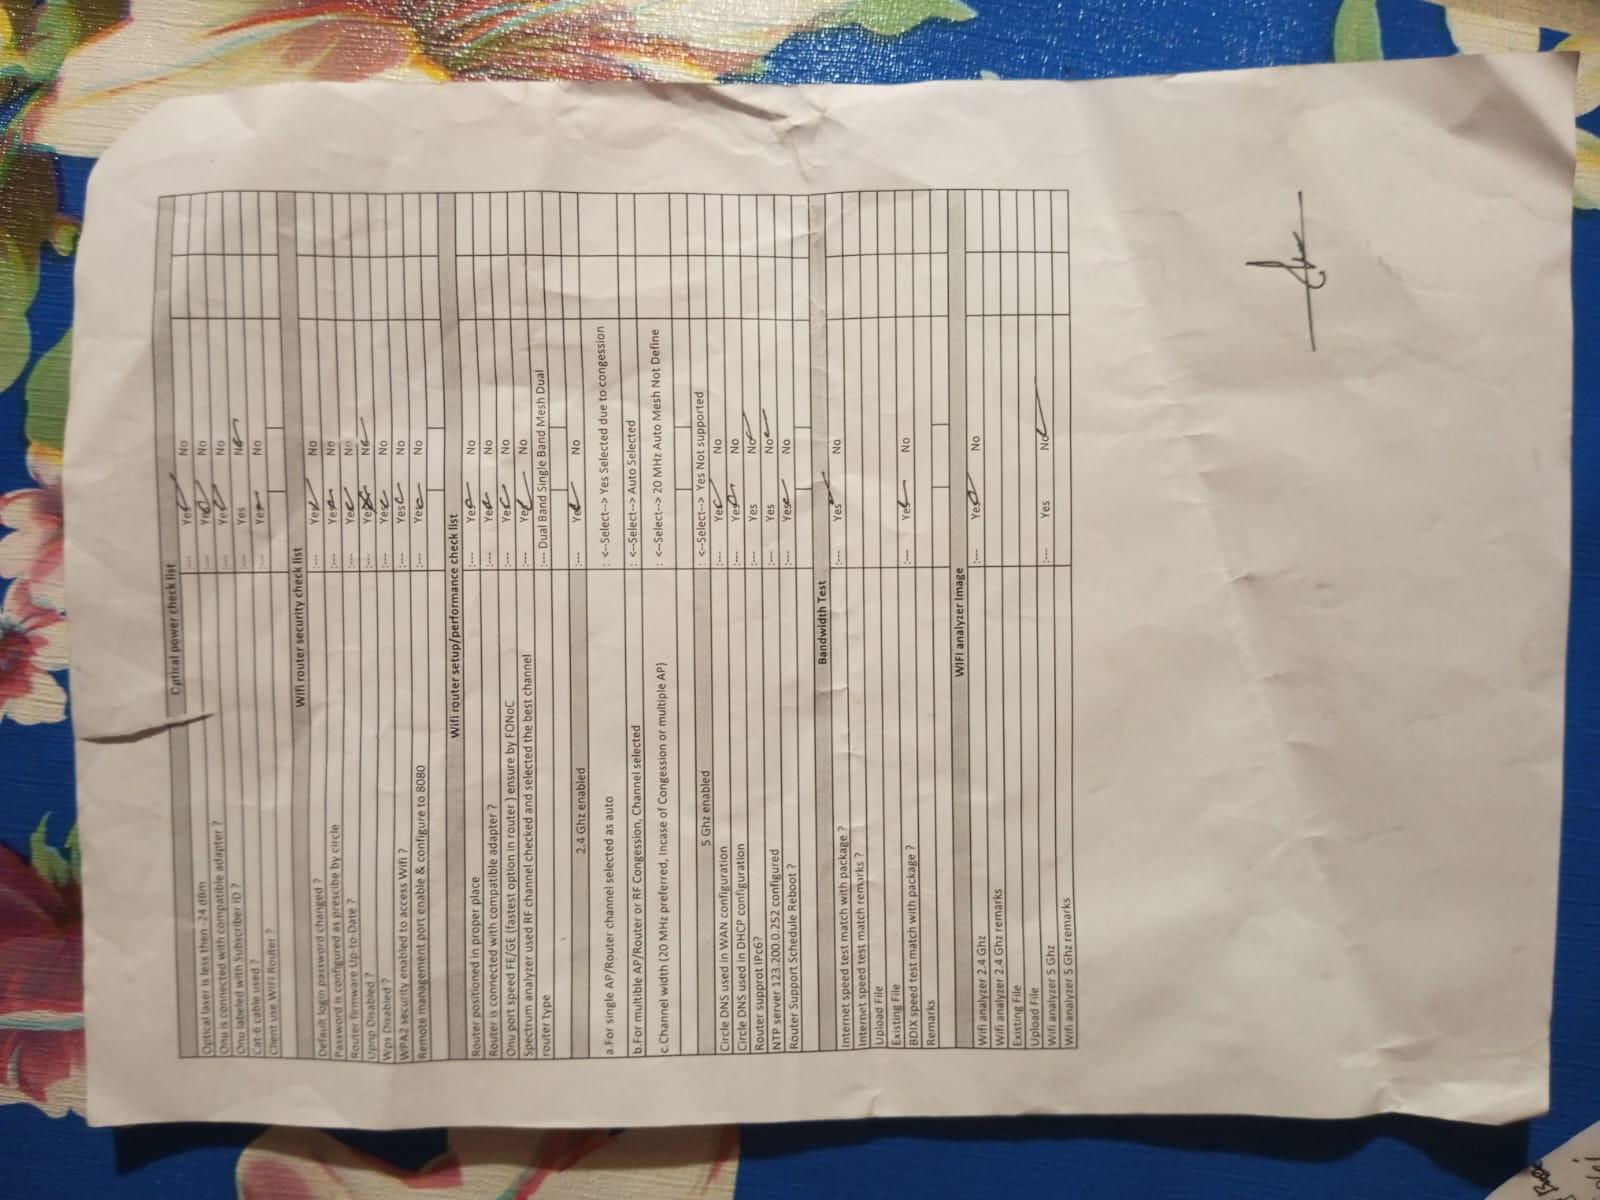 Optical power check list
Optical laser is less then -24 dBm :--- Yes No
Onu is connected with compatible adapter ? :--- Yes No
Onu labeled with Subscriber ID ? :--- Yes No
Cat-6 cable used ? :--- Yes No
Client use WIFI Router ? :--- Yes No
Wifi router security check list
Default login password changed ? :--- Yes No
Password is configured as prescibe by circle :--- Yes No
Router firmware Up-to-Date ? :--- Yes No
Upnp Disabled ? :--- Yes No
Wps Disabled ? :--- Yes No
WPA2 security enabled to access Wifi ? :--- Yes No
Remote management port enable & configure to 8080 :--- Yes No
Wifi router setup/performance check list
Router positioned in proper place :--- Yes No
Router is connected with compatible adapter ? :--- Yes No
Onu port speed FE/GE (fastest option in router ) ensure by FONoC :--- Yes No
Spectrum analyzer used RF channel checked and selected the best channel :--- Yes No
router type :--- Dual Band Single Band Mesh Dual
2.4 Ghz enabled :--- Yes No
a.For single AP/Router channel selected as auto : <--Select--> Yes Selected due to congession
b.For multiple AP/Router or RF Congession, Channel selected : <--Select--> Auto Selected
c.Channel width (20 MHz preferred, Incase of Congession or multiple AP) : <--Select--> 20 MHz Auto Mesh Not Define
5 Ghz enabled : <--Select--> Yes Not supported
Circle DNS used in WAN configuration :--- Yes No
Circle DNS used in DHCP configuration :--- Yes No
Router supprot IPc6? :--- Yes No
NTP server 123.200.0.252 configured :--- Yes No
Router Support Schedule Reboot ? :--- Yes No
Bandwidth Test
Internet speed test match with package ? :--- Yes No
Internet speed test match remarks ?
Upload File
Existing File
BDIX speed test match with package ? :--- Yes No
Remarks
WIFI analyzer Image
Wifi analyzer 2.4 Ghz :--- Yes No
Wifi analyzer 2.4 Ghz remarks
Existing File
Upload File
Wifi analyzer 5 Ghz :--- Yes No
Wifi analyzer 5 Ghz remarks